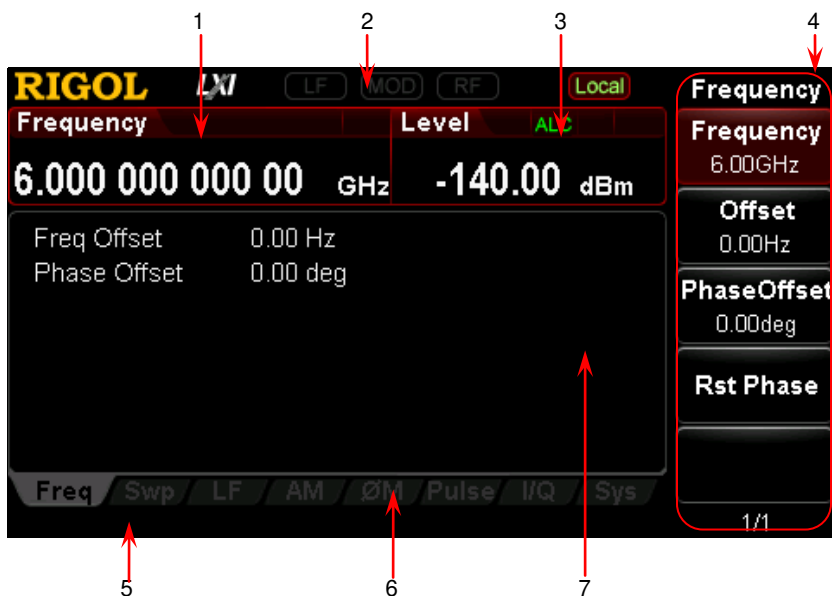 1 2 3 4
RIGOL LXI LF MOD RF Local
Frequency
Frequency Level ALC
6.000 000 000 00 GHz -140.00 dBm
Frequency
6.00GHz
Offset
0.00Hz
PhaseOffset
0.00deg
Rst Phase
1/1
Freq Offset 0.00 Hz
Phase Offset 0.00 deg
Freq Swp LF AM ØM Pulse I/Q Sys
5 6 7